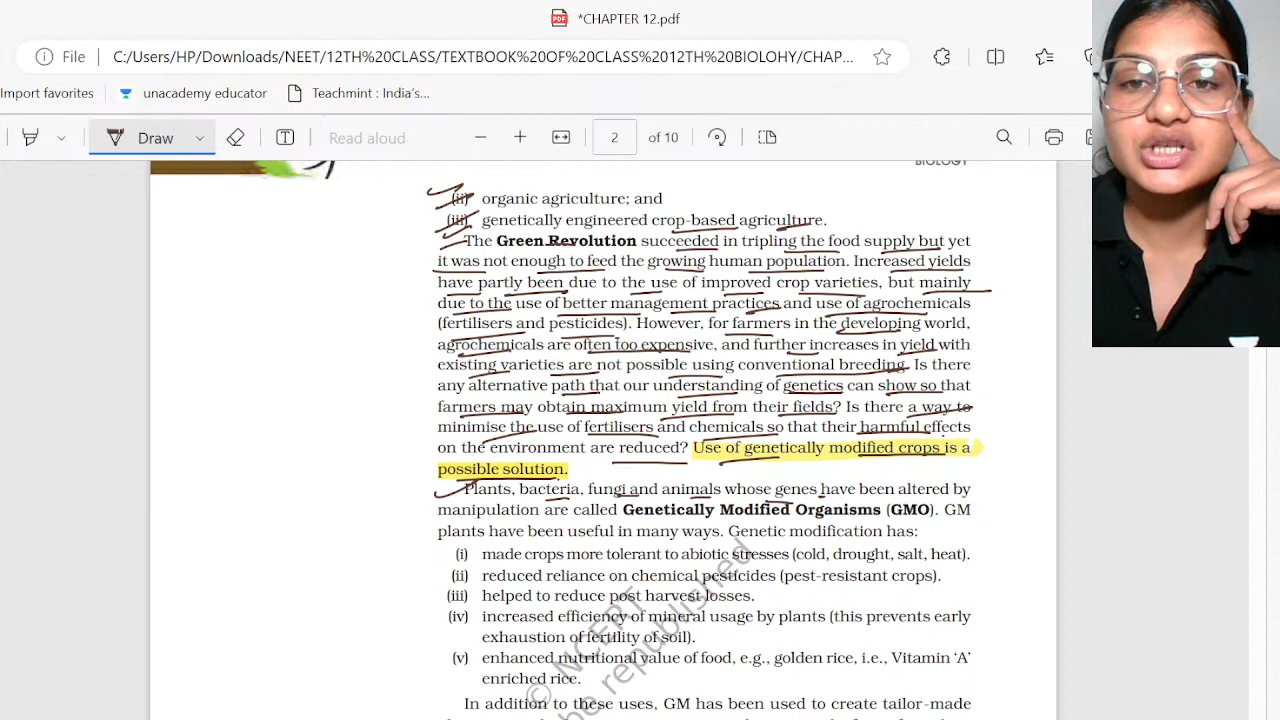 *CHAPTER 12.pdf
File C:/Users/HP/Downloads/NEET/12TH%20CLASS/TEXTBOOK%20OF%20CLASS%2012TH%20BIOLOHY/CHAP...
Import favorites unacademy educator Teachmint : India's...
Draw Read aloud 2 of 10
BIOLOGY
(ii) organic agriculture; and
(iii) genetically engineered crop-based agriculture.
The Green Revolution succeeded in tripling the food supply but yet
it was not enough to feed the growing human population. Increased yields
have partly been due to the use of improved crop varieties, but mainly
due to the use of better management practices and use of agrochemicals
(fertilisers and pesticides). However, for farmers in the developing world,
agrochemicals are often too expensive, and further increases in yield with
existing varieties are not possible using conventional breeding. Is there
any alternative path that our understanding of genetics can show so that
farmers may obtain maximum yield from their fields? Is there a way to
minimise the use of fertilisers and chemicals so that their harmful effects
on the environment are reduced? Use of genetically modified crops is a
possible solution.
Plants, bacteria, fungi and animals whose genes have been altered by
manipulation are called Genetically Modified Organisms (GMO). GM
plants have been useful in many ways. Genetic modification has:
(i) made crops more tolerant to abiotic stresses (cold, drought, salt, heat).
(ii) reduced reliance on chemical pesticides (pest-resistant crops).
(iii) helped to reduce post harvest losses.
(iv) increased efficiency of mineral usage by plants (this prevents early
exhaustion of fertility of soil).
(v) enhanced nutritional value of food, e.g., golden rice, i.e., Vitamin 'A'
enriched rice.
In addition to these uses, GM has been used to create tailor-made
© NCERT
be republished